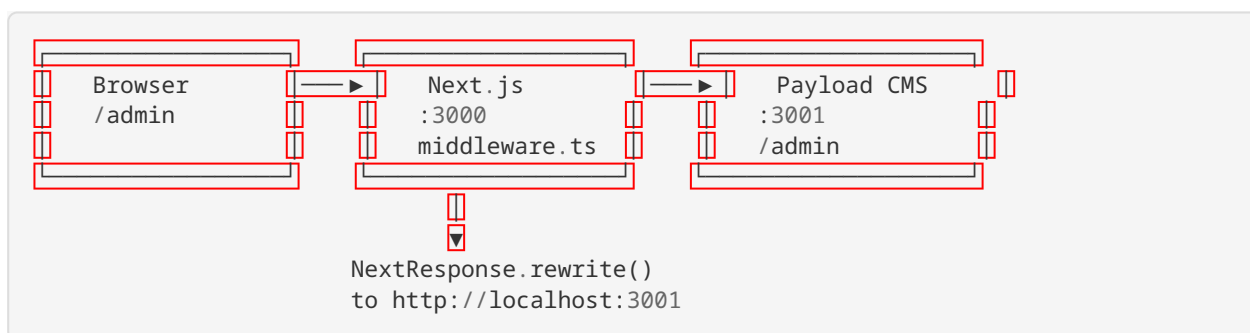 ┌──────────────────┐    ┌──────────────────┐    ┌──────────────────┐
│   Browser        │───►│   Next.js        │───►│   Payload CMS    │
│   /admin         │    │   :3000          │    │   :3001          │
│                  │    │   middleware.ts  │    │   /admin         │
└──────────────────┘    └──────────────────┘    └──────────────────┘
│
▼
NextResponse.rewrite()
to http://localhost:3001